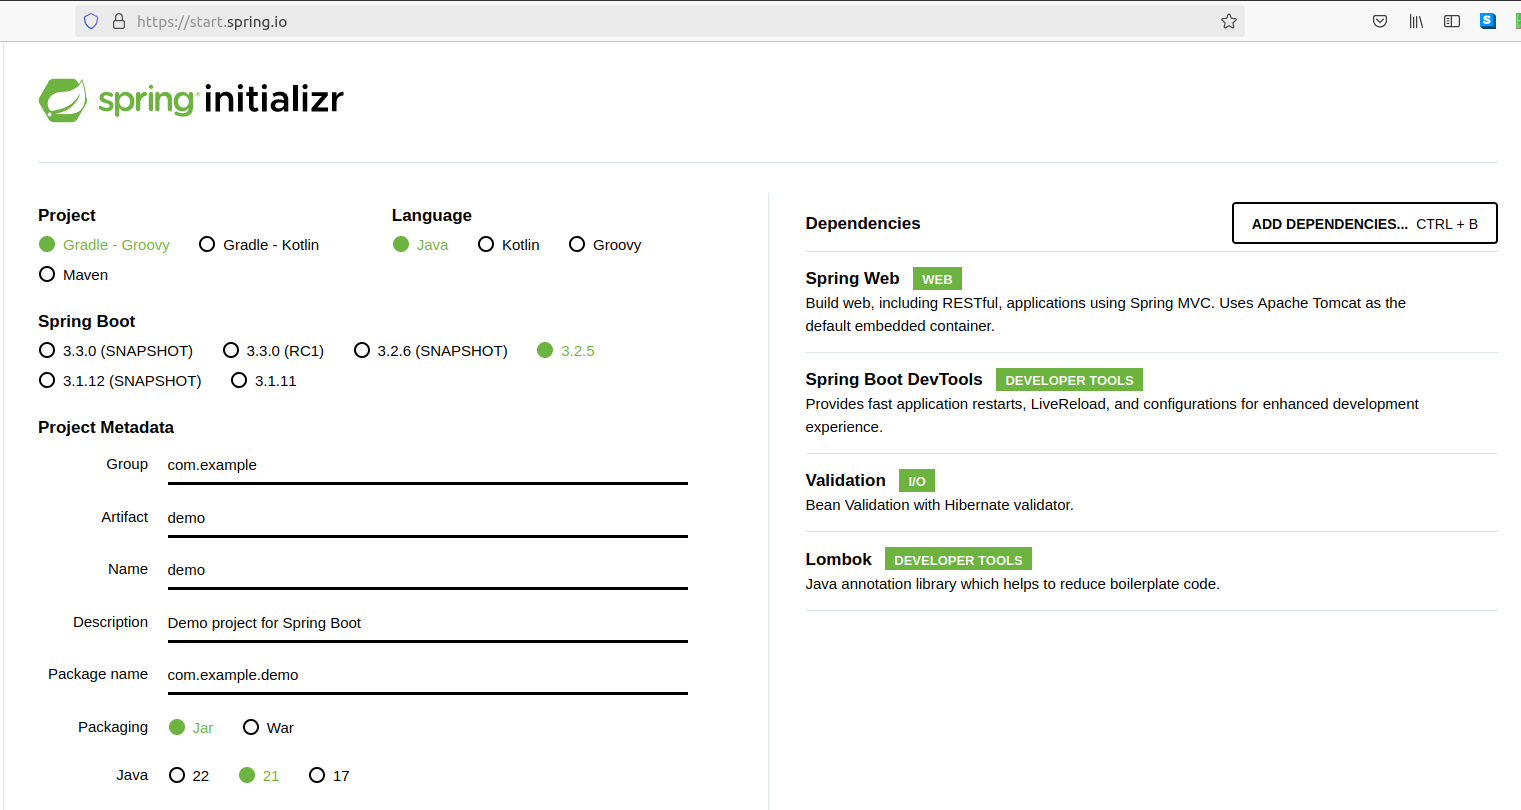 https://start.spring.io
spring initializr
Project
Gradle - Groovy Gradle - Kotlin
Maven
Language
Java Kotlin Groovy
Spring Boot
3.3.0 (SNAPSHOT) 3.3.0 (RC1) 3.2.6 (SNAPSHOT) 3.2.5
3.1.12 (SNAPSHOT) 3.1.11
Project Metadata
Group com.example
Artifact demo
Name demo
Description Demo project for Spring Boot
Package name com.example.demo
Packaging Jar War
Java 22 21 17
Dependencies ADD DEPENDENCIES... CTRL + B
Spring Web WEB
Build web, including RESTful, applications using Spring MVC. Uses Apache Tomcat as the
default embedded container.
Spring Boot DevTools DEVELOPER TOOLS
Provides fast application restarts, LiveReload, and configurations for enhanced development
experience.
Validation I/O
Bean Validation with Hibernate validator.
Lombok DEVELOPER TOOLS
Java annotation library which helps to reduce boilerplate code.